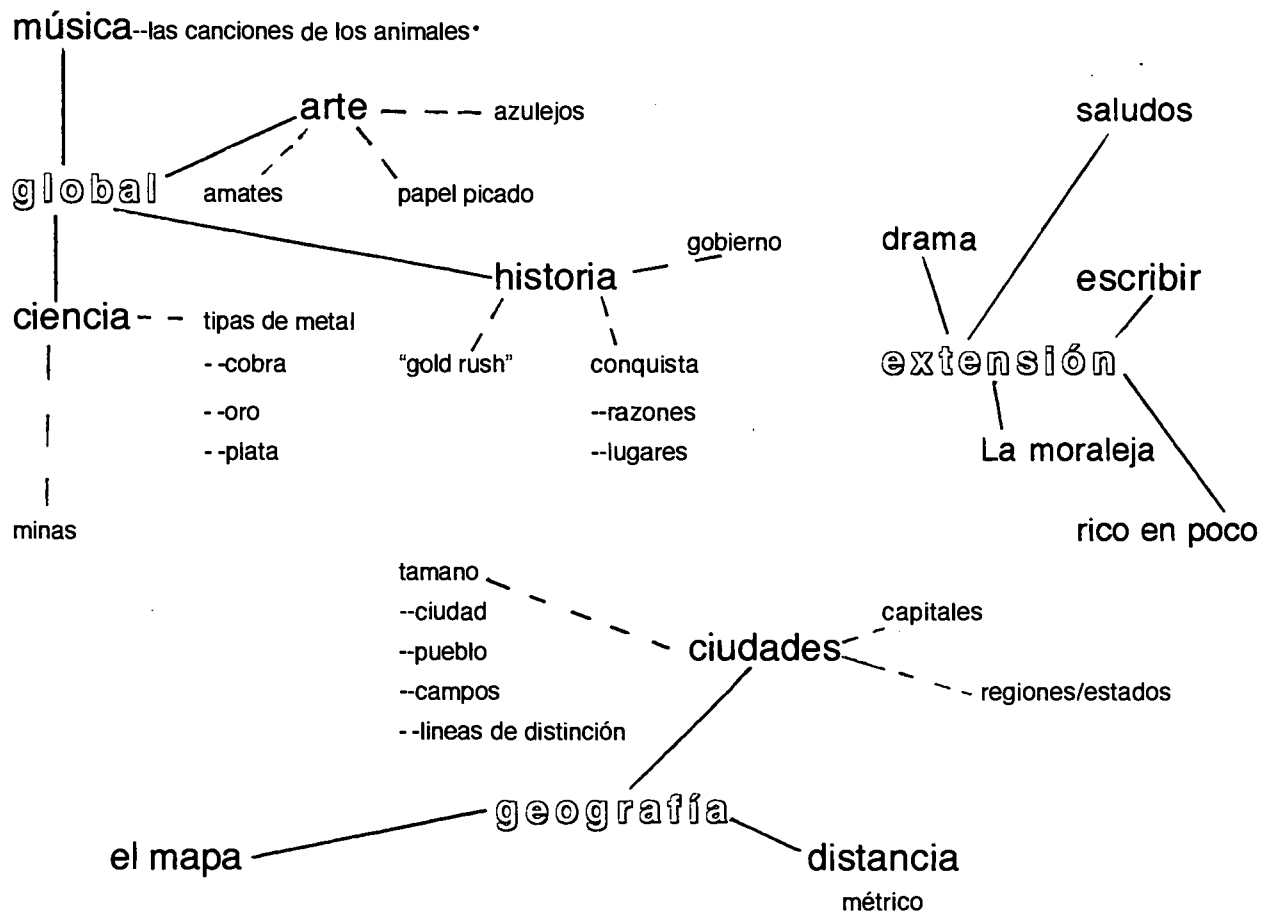 música--las canciones de los animales
arte
azulejos
saludos
global
amates
papel picado
gobierno
drama
historia
escribir
ciencia
tipas de metal
--cobra
--oro
--plata
"gold rush"
conquista
--razones
--lugares
extensión
La moraleja
minas
rico en poco
tamano
--ciudad
--pueblo
--campos
--lineas de distinción
ciudades
capitales
regiones/estados
geografía
el mapa
distancia
métrico